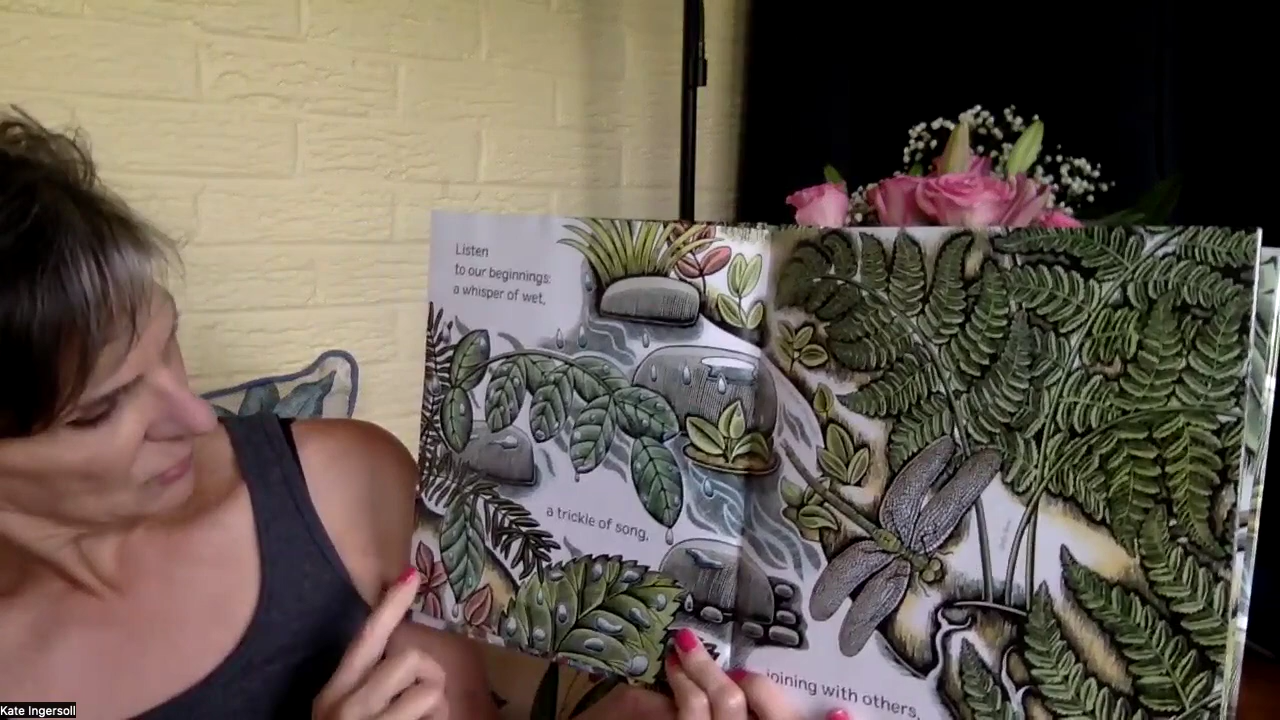 Listen
to our beginnings:
a whisper of wet,
a trickle of song,
joining with others,
Kate Ingersoll